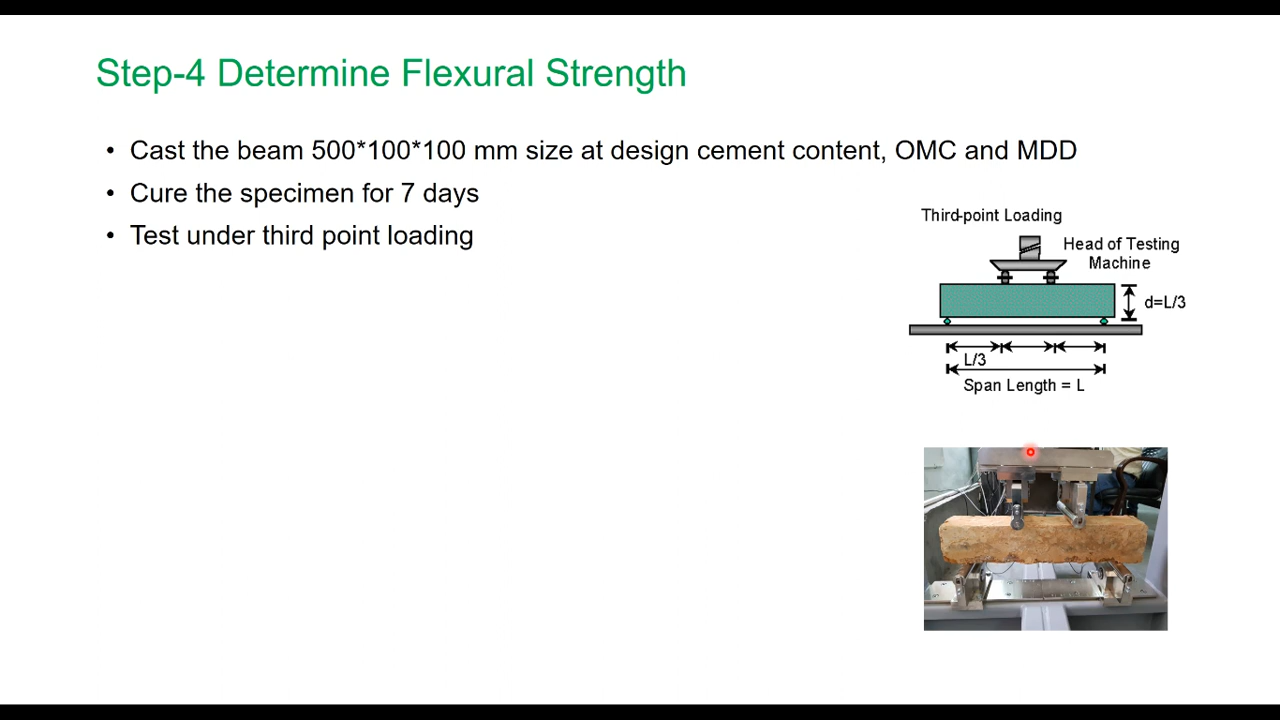 Step-4 Determine Flexural Strength
• Cast the beam 500*100*100 mm size at design cement content, OMC and MDD
• Cure the specimen for 7 days
• Test under third point loading
Third-point Loading
Head of Testing
Machine
d=L/3
L/3
Span Length = L